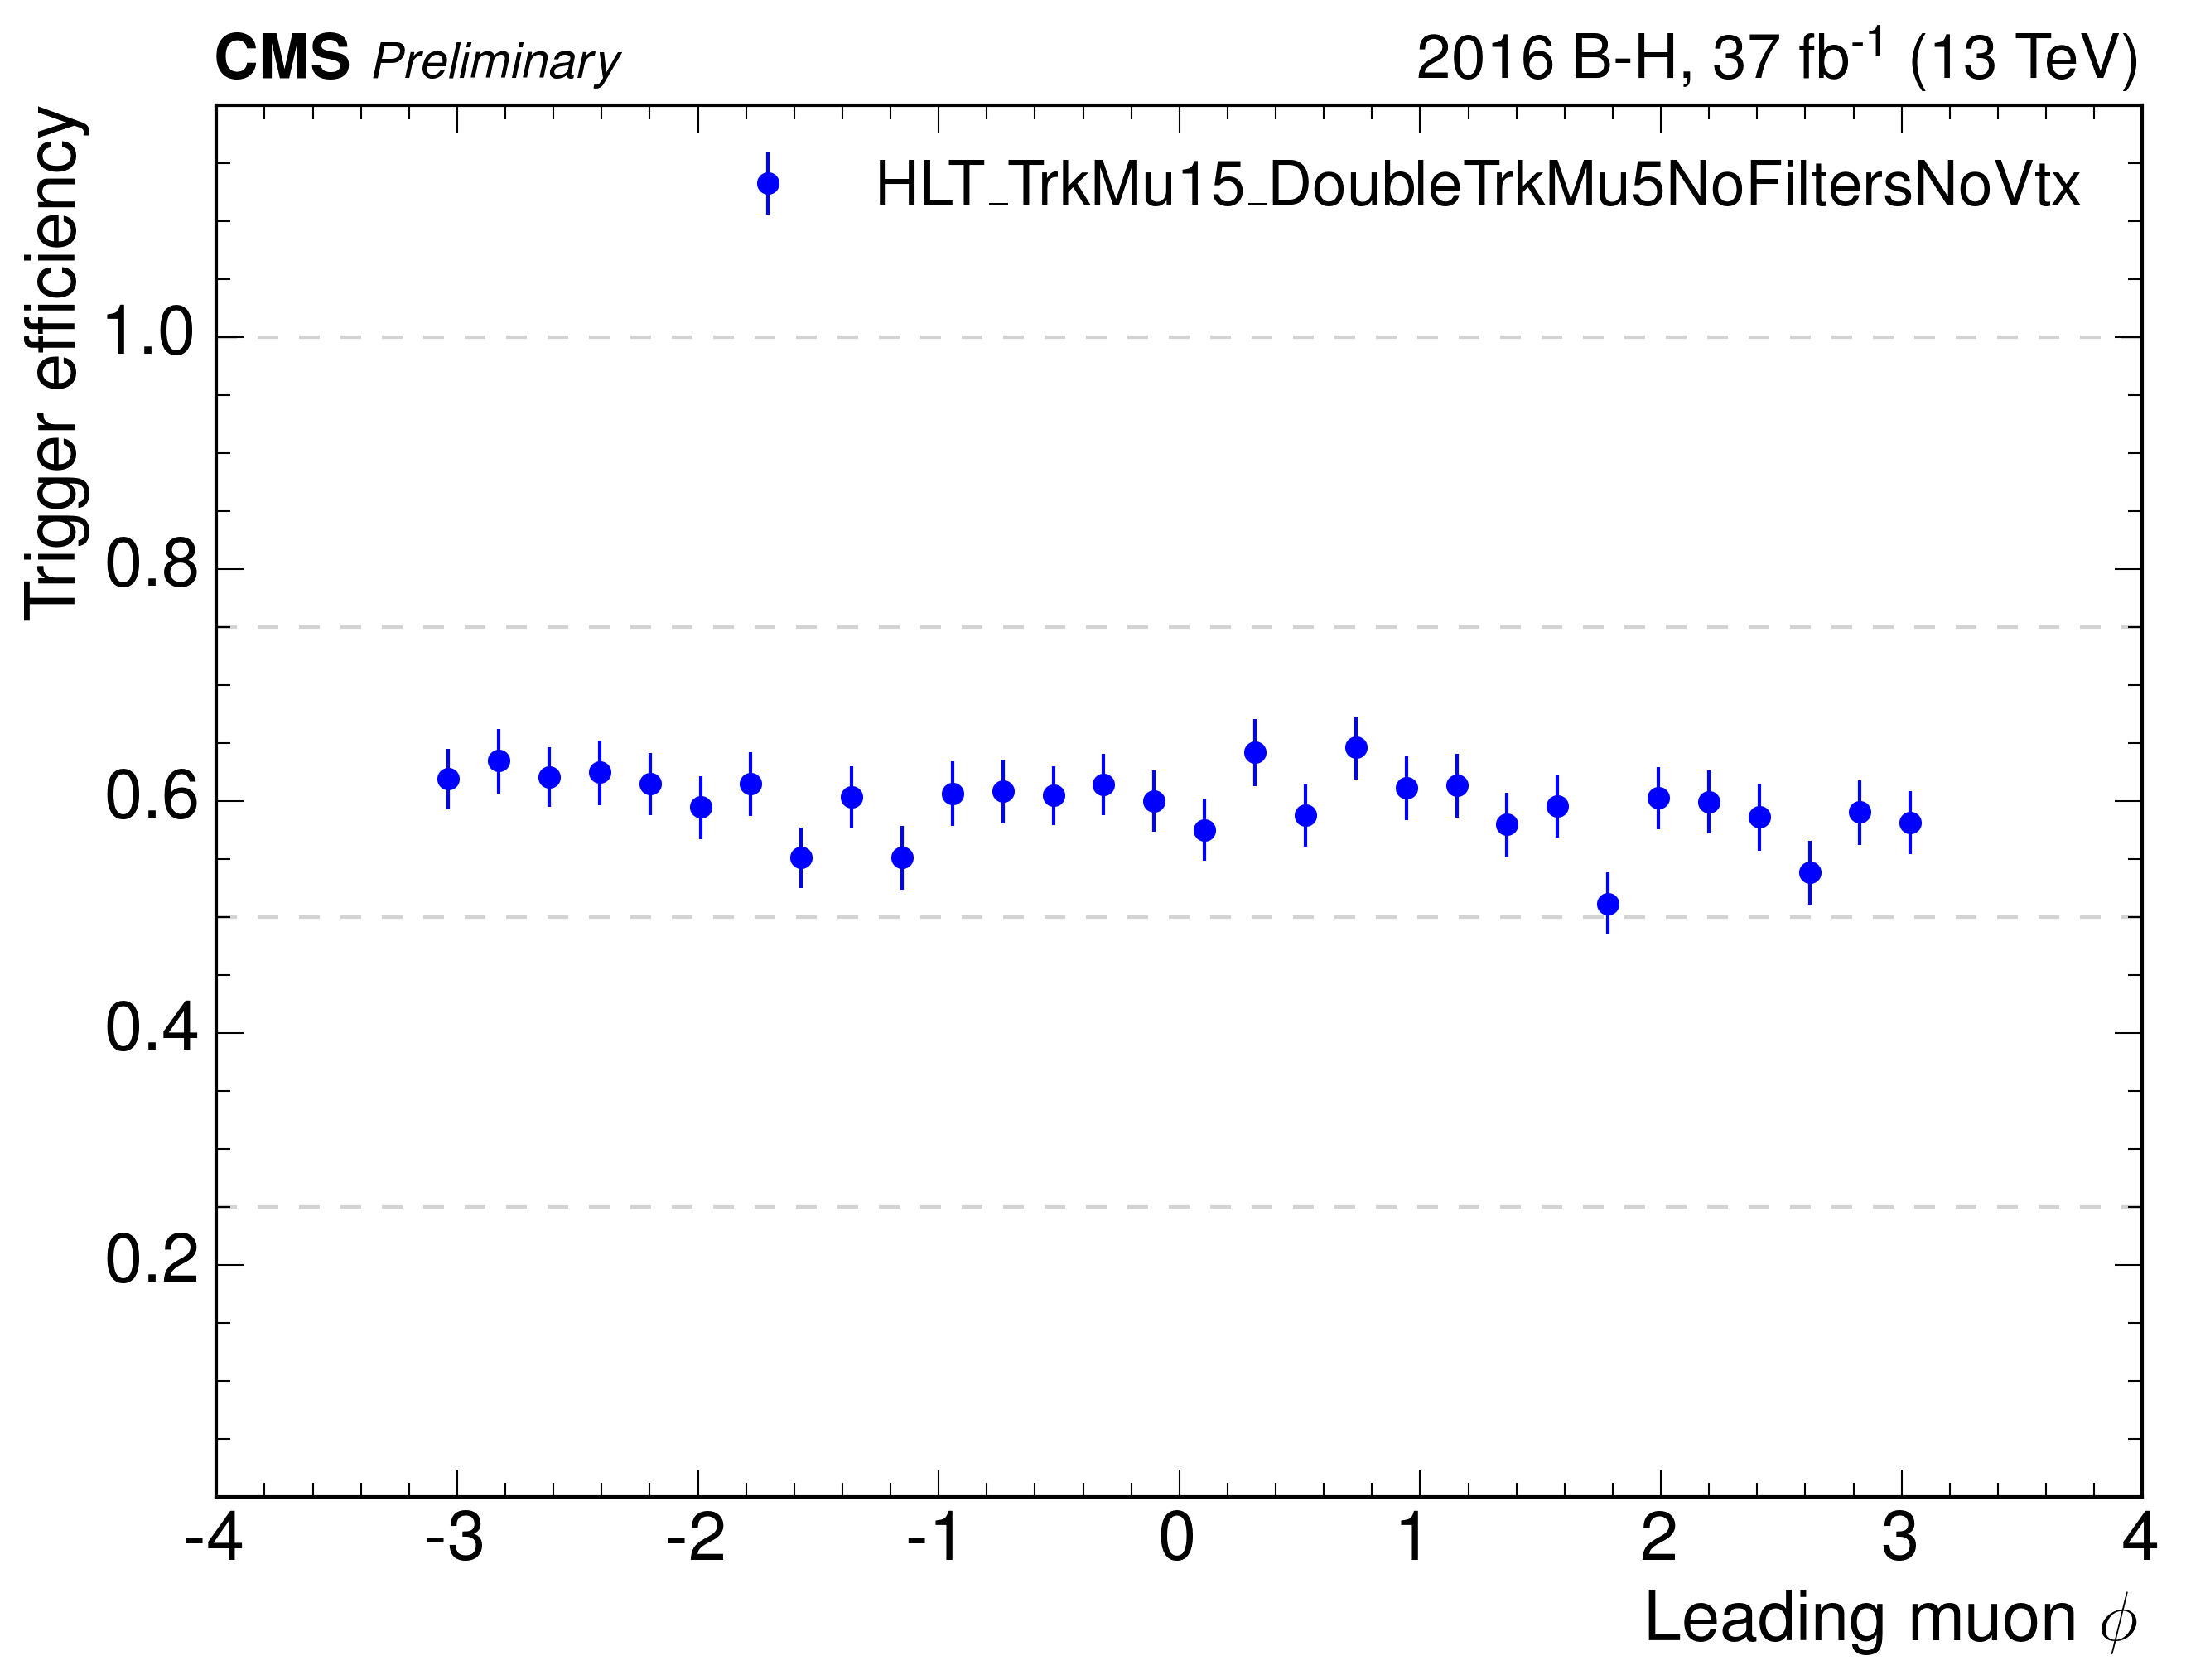 CMS Preliminary 2016 B-H, 37 fb⁻¹ (13 TeV)
Trigger efficiency
HLT_TrkMu15_DoubleTrkMu5NoFiltersNoVtx
1.0
0.8
0.6
0.4
0.2
-4 -3 -2 -1 0 1 2 3 4
Leading muon ϕ